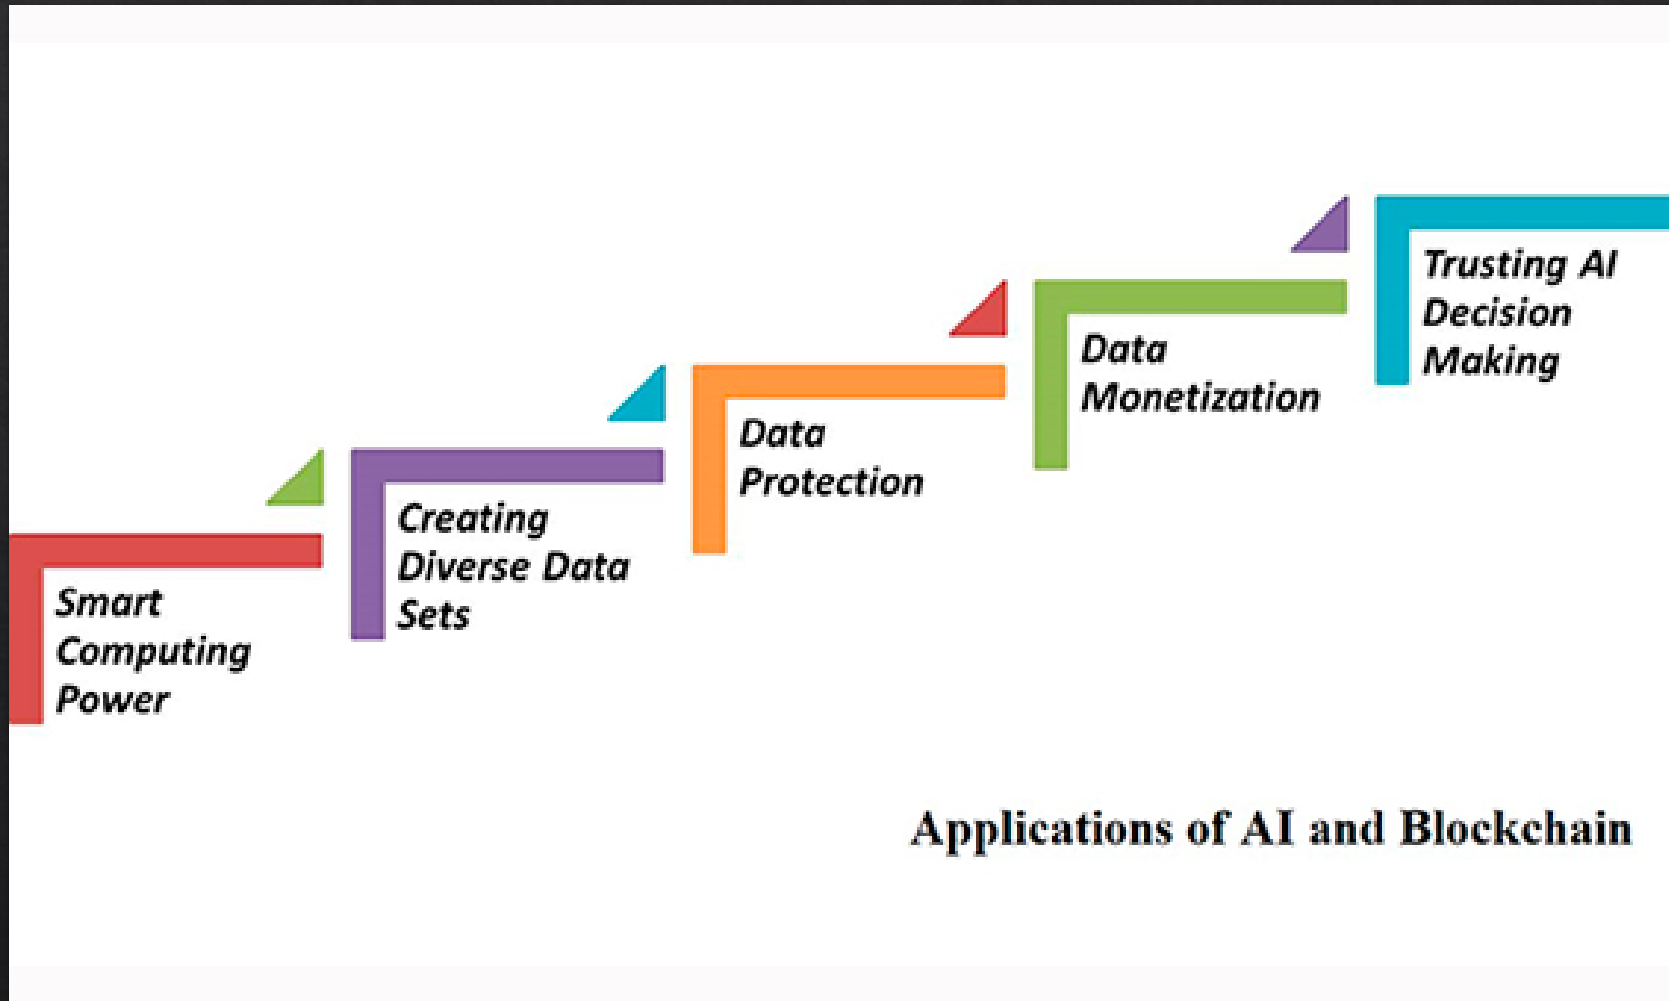 Smart
Computing
Power
Creating
Diverse Data
Sets
Data
Protection
Data
Monetization
Trusting AI
Decision
Making
Applications of AI and Blockchain